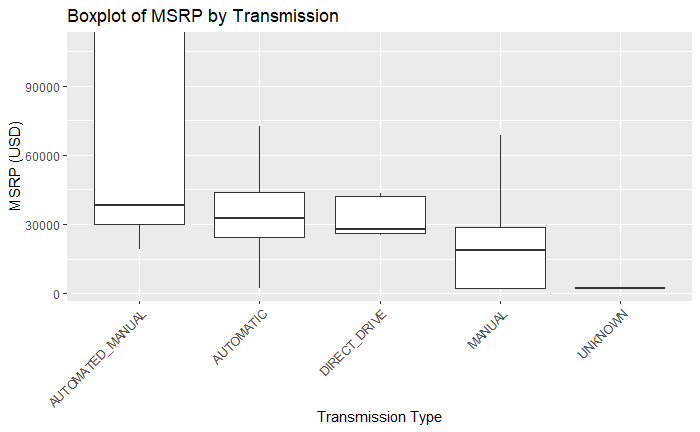 Boxplot of MSRP by Transmission
MSRP (USD)
90000
60000
30000
0
AUTOMATED_MANUAL
AUTOMATIC
DIRECT_DRIVE
MANUAL
UNKNOWN
Transmission Type